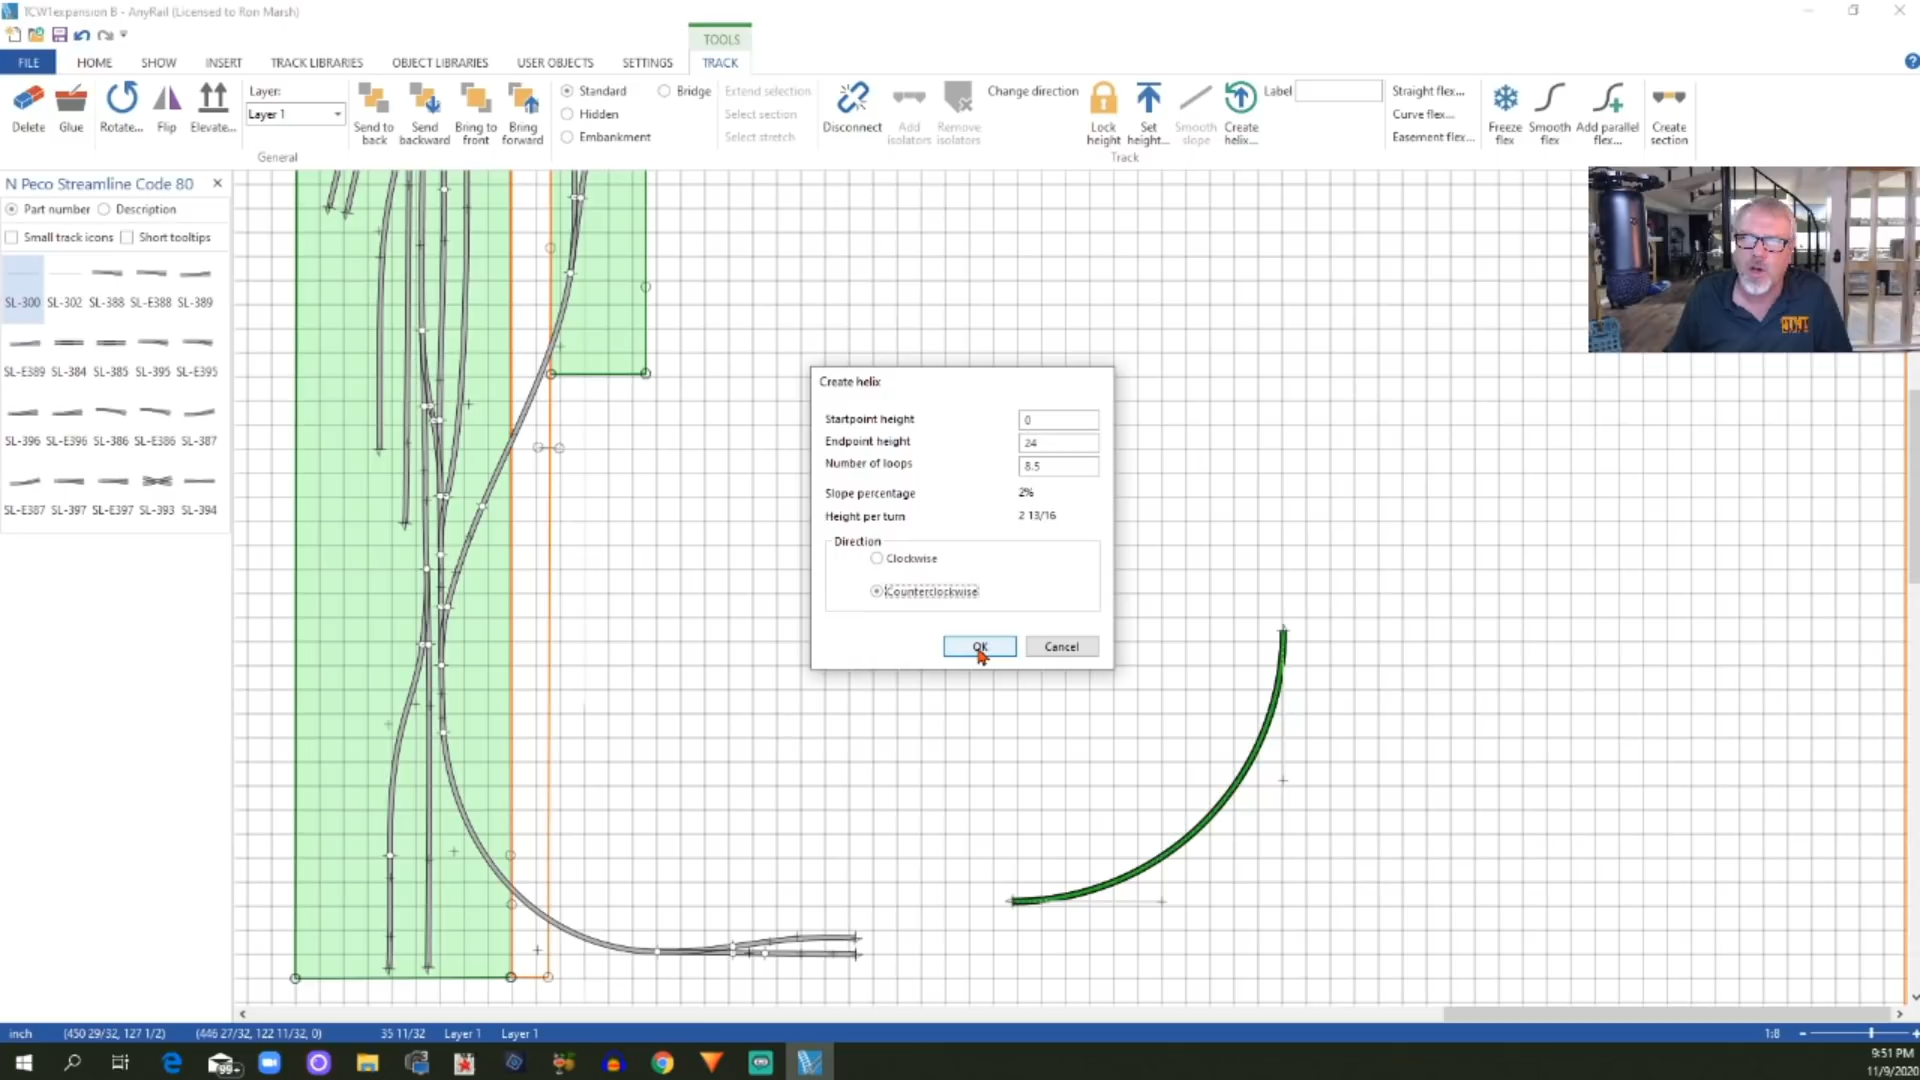 TCW1expansion B - AnyRail (Licensed to Ron Marsh)
TOOLS
FILE HOME SHOW INSERT TRACK LIBRARIES OBJECT LIBRARIES USER OBJECTS SETTINGS TRACK
Delete Glue Rotate... Flip Elevate...
Layer:
Layer 1
General
Send to back
Send backward
Bring to front
Bring forward
Standard Bridge
Hidden
Embankment
Extend selection
Select section
Select stretch
Disconnect
Add isolators
Remove isolators
Change direction
Lock height
Set height...
Smooth slope
Create helix...
Label
Track
Straight flex...
Curve flex...
Easement flex...
Freeze flex
Smooth flex
Add parallel flex...
Create section
N Peco Streamline Code 80
Part number Description
Small track icons Short tooltips
SL-300 SL-302 SL-388 SL-E388 SL-389
SL-E389 SL-384 SL-385 SL-395 SL-E395
SL-396 SL-E396 SL-386 SL-E386 SL-387
SL-E387 SL-397 SL-E397 SL-393 SL-394
Create helix
Startpoint height 0
Endpoint height 24
Number of loops 8.5
Slope percentage 2%
Height per turn 2 13/16
Direction
Clockwise
Counterclockwise
OK Cancel
inch (450 29/32, 127 1/2) (446 27/32, 122 11/32, 0) 35 11/32 Layer 1 Layer 1 1:8
99+
9:51 PM
11/9/2020